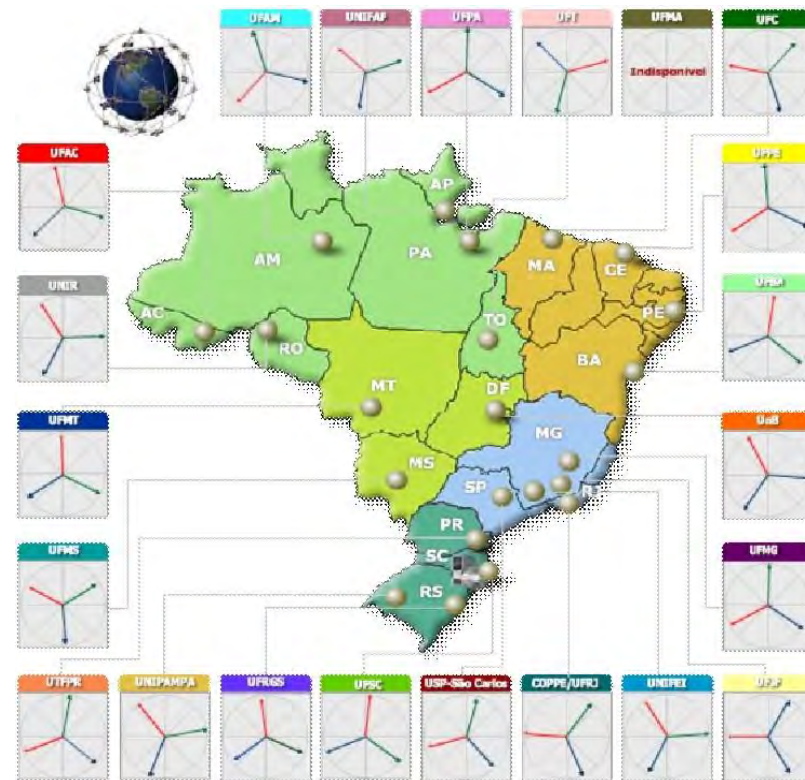 UFAM
UNIFAP
UFPA
UFT
UFMA
UFC
Indisponível
UFAC
UFPE
AP
AM
PA
MA
CE
UNIR
UFBA
PE
AC
TO
RO
BA
MT
DF
UFMT
UnB
MG
MS
SP
RJ
PR
UFMS
UFMG
SC
RS
UTFPR
UNIPAMPA
UFRGS
UFSC
USP-São Carlos
COPPE/UFRJ
UNIFEI
UFJF